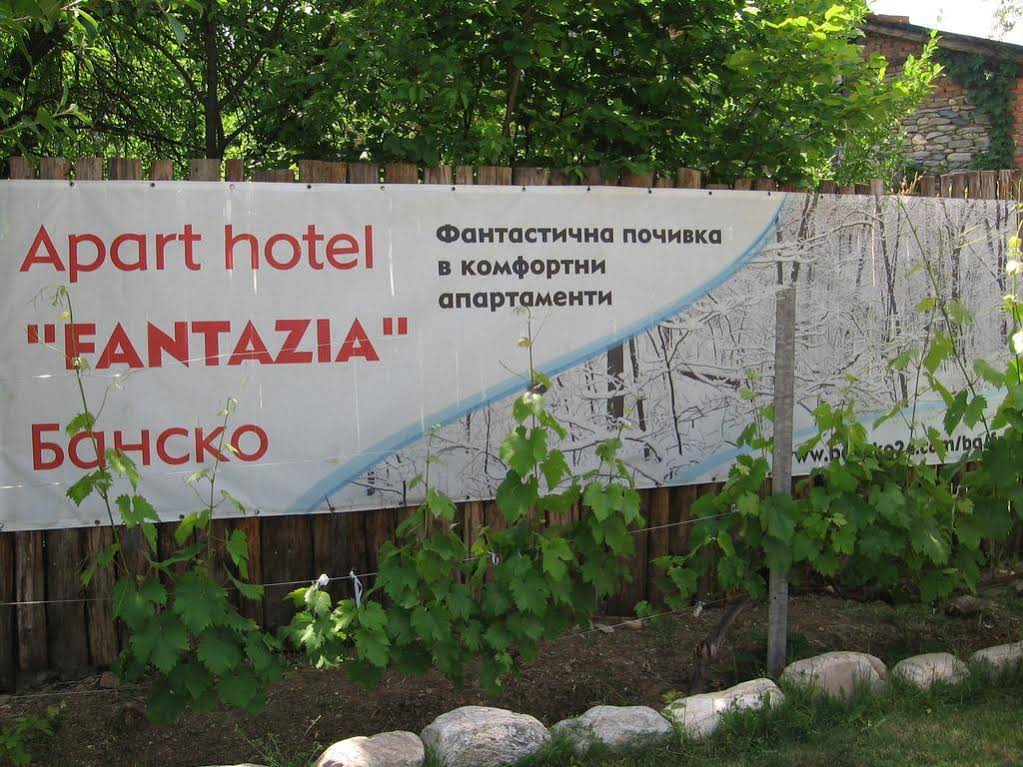 Apart hotel
"FANTAZIA"
Банско
Фантастична почивка
в комфортни
апартаменти